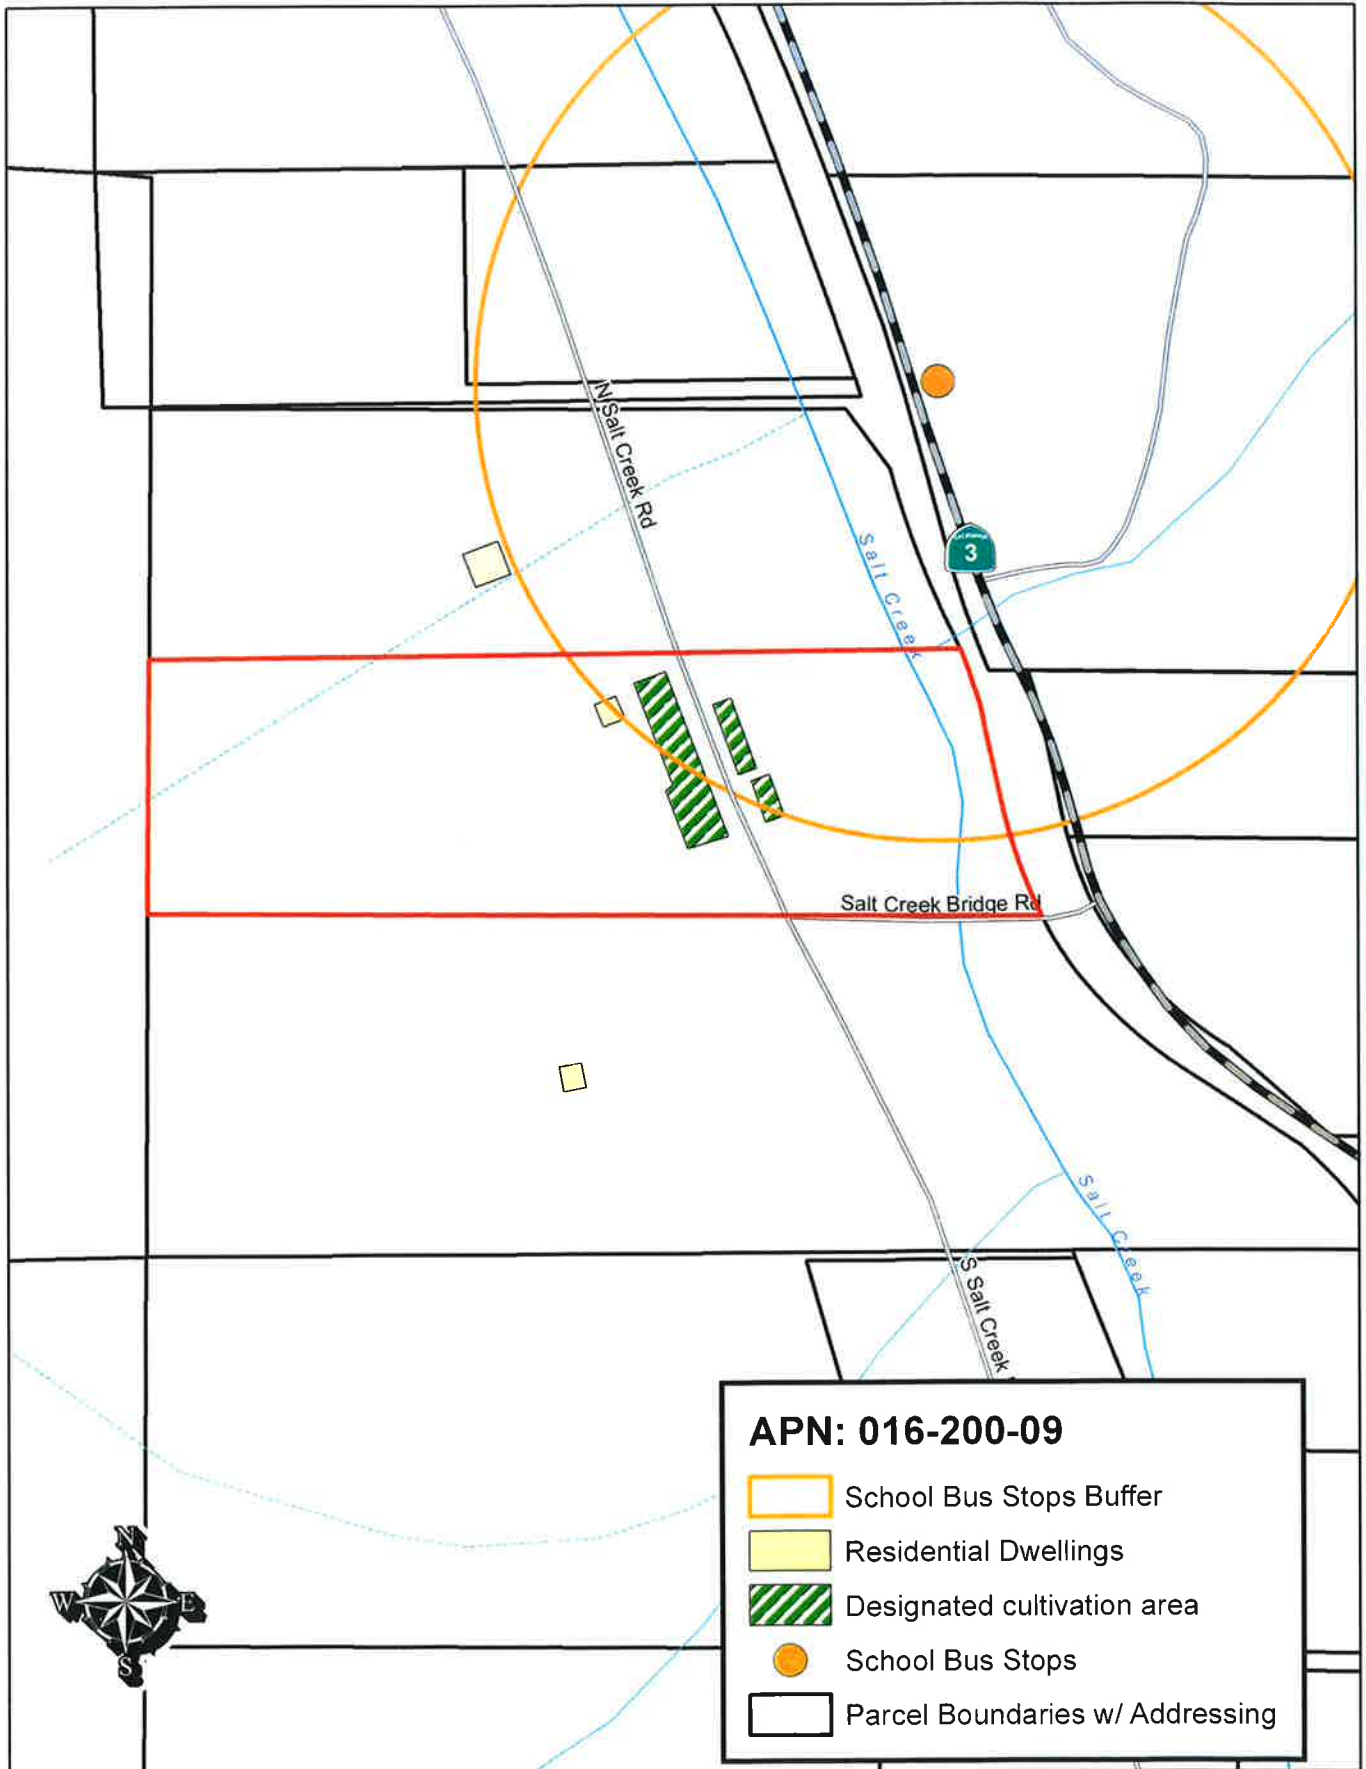 N Salt Creek Rd
Salt Creek
3
Salt Creek Bridge Rd
Salt Creek
S Salt Creek
APN: 016-200-09
School Bus Stops Buffer
Residential Dwellings
Designated cultivation area
School Bus Stops
Parcel Boundaries w/ Addressing
N
W
E
S